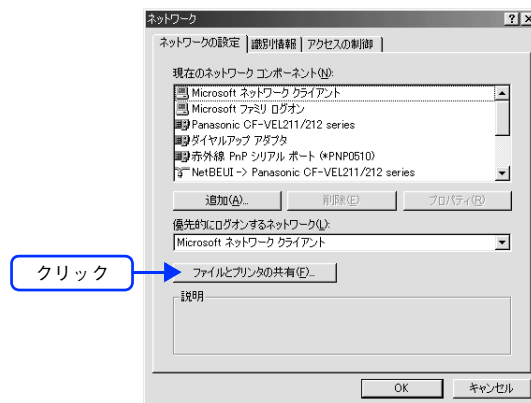 ネットワーク
ネットワークの設定 識別情報 アクセスの制御
現在のネットワーク コンポーネント(N):
Microsoft ネットワーク クライアント
Microsoft ファミリ ログオン
Panasonic CF-VEL211/212 series
ダイヤルアップ アダプタ
赤外線 PnP シリアル ポート (*PNP0510)
NetBEUI -> Panasonic CF-VEL211/212 series
追加(A)... 削除(E) プロパティ(R)
優先的にログオンするネットワーク(L):
Microsoft ネットワーク クライアント
クリック
ファイルとプリンタの共有(F)...
説明
OK キャンセル